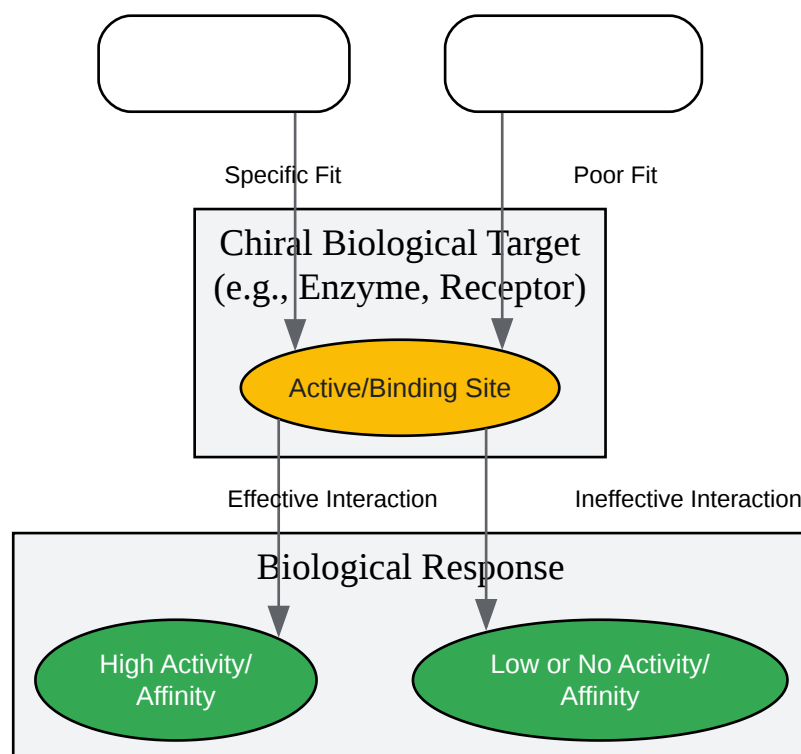 Specific Fit
Poor Fit
Chiral Biological Target
(e.g., Enzyme, Receptor)
Active/Binding Site
Effective Interaction
Ineffective Interaction
Biological Response
High Activity/
Affinity
Low or No Activity/
Affinity